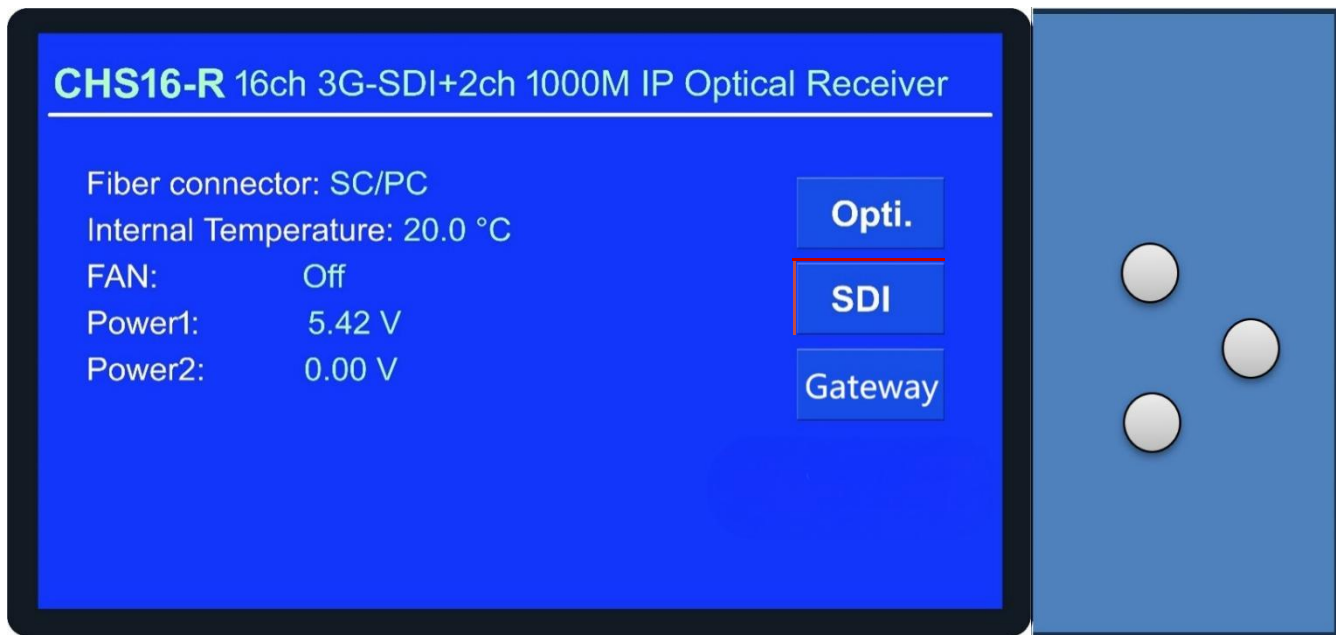 CHS16-R 16ch 3G-SDI+2ch 1000M IP Optical Receiver
Fiber connector: SC/PC
Internal Temperature: 20.0 °C
FAN: Off
Power1: 5.42 V
Power2: 0.00 V
Opti.
SDI
Gateway